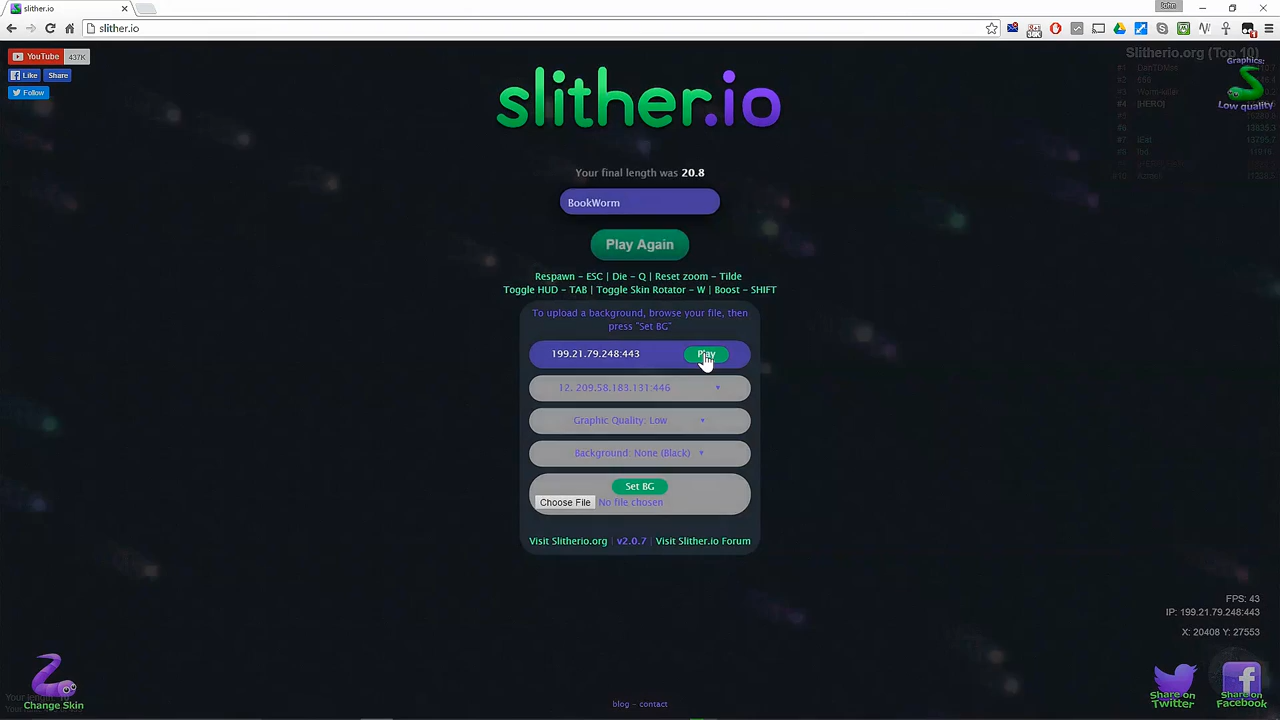 slither.io
John
slither.io
YouTube 437K
Like Share
Follow
Slitherio.org (Top 10)
Graphics:
Low quality
#4 [HERO]
slither.io
Your final length was 20.8
BookWorm
Play Again
Respawn – ESC | Die – Q | Reset zoom – Tilde
Toggle HUD – TAB | Toggle Skin Rotator – W | Boost – SHIFT
To upload a background, browse your file, then
press "Set BG"
199.21.79.248:443 Play
12. 209.58.183.131:446
Graphic Quality: Low
Background: None (Black)
Set BG
Choose File No file chosen
Visit Slitherio.org | v2.0.7 | Visit Slither.io Forum
FPS: 43
IP: 199.21.79.248:443
X: 20408 Y: 27553
Change Skin
Share on
Twitter
Share on
Facebook
blog – contact